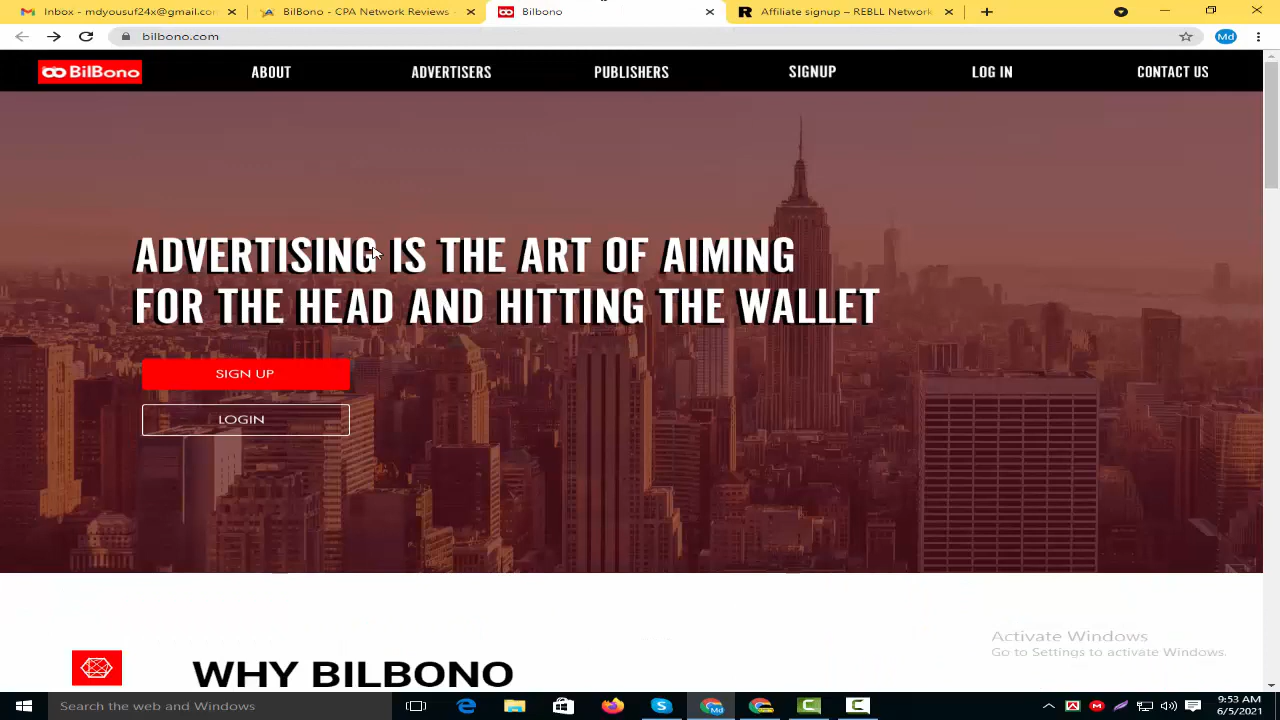 Inbox - mdyousuf24x@gmail.com
BilBono - CPA Network Reviews -
Bilbono
Affiliate signup – REBLL Network
bilbono.com
Md
BilBono
ABOUT
ADVERTISERS
PUBLISHERS
SIGNUP
LOG IN
CONTACT US
ADVERTISING IS THE ART OF AIMING
FOR THE HEAD AND HITTING THE WALLET
SIGN UP
LOGIN
WHY BILBONO
Activate Windows
Go to Settings to activate Windows.
Search the web and Windows
9:53 AM
6/5/2021